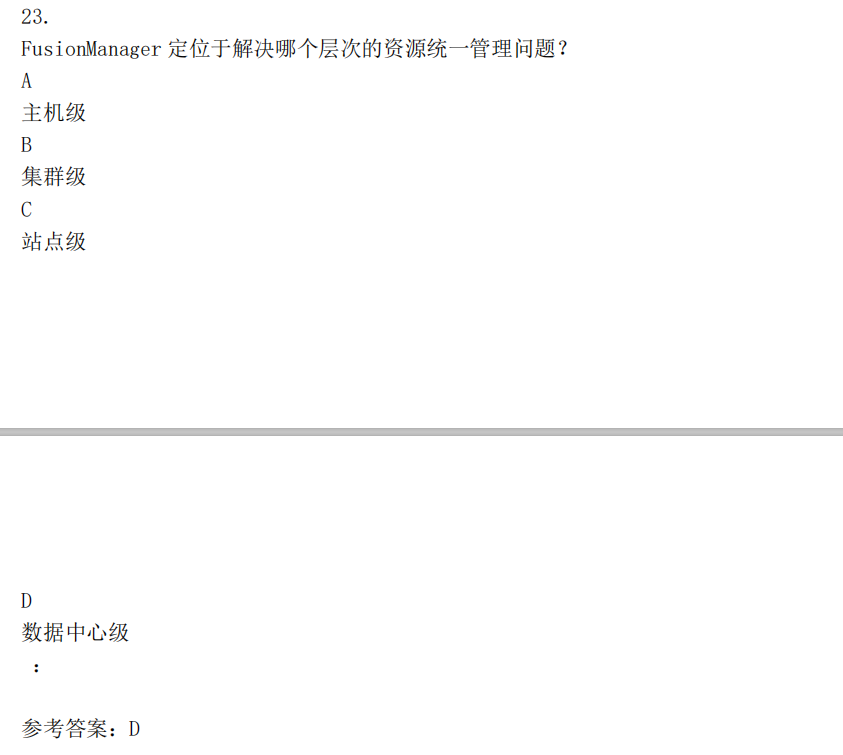 23.
FusionManager 定位于解决哪个层次的资源统一管理问题？
A
主机级
B
集群级
C
站点级
D
数据中心级
：
参考答案：D